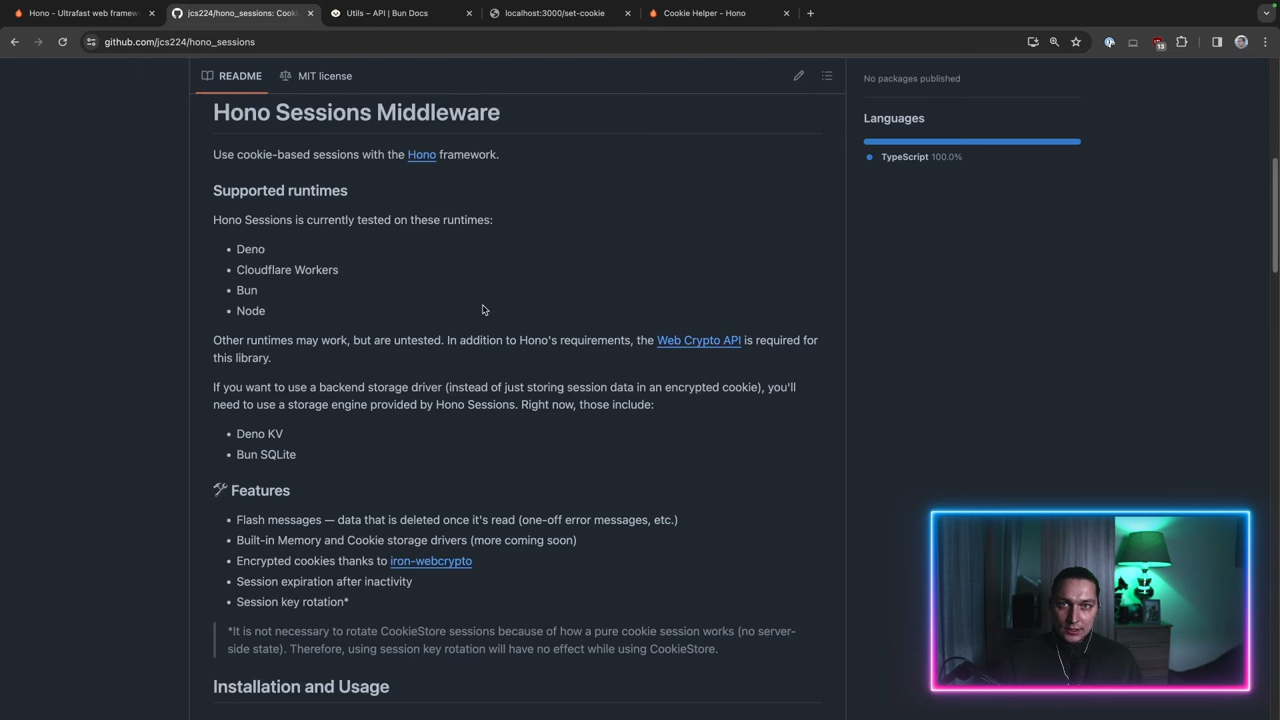 Hono - Ultrafast web framew
jcs224/hono_sessions: Cooki
Utils – API | Bun Docs
localhost:3000/set-cookie
Cookie Helper - Hono
github.com/jcs224/hono_sessions
13
README
MIT license
No packages published
Languages
TypeScript 100.0%
Hono Sessions Middleware
Use cookie-based sessions with the Hono framework.
Supported runtimes
Hono Sessions is currently tested on these runtimes:
• Deno
• Cloudflare Workers
• Bun
• Node
Other runtimes may work, but are untested. In addition to Hono's requirements, the Web Crypto API is required for
this library.
If you want to use a backend storage driver (instead of just storing session data in an encrypted cookie), you'll
need to use a storage engine provided by Hono Sessions. Right now, those include:
• Deno KV
• Bun SQLite
🛠 Features
• Flash messages — data that is deleted once it's read (one-off error messages, etc.)
• Built-in Memory and Cookie storage drivers (more coming soon)
• Encrypted cookies thanks to iron-webcrypto
• Session expiration after inactivity
• Session key rotation*
*It is not necessary to rotate CookieStore sessions because of how a pure cookie session works (no server-
side state). Therefore, using session key rotation will have no effect while using CookieStore.
Installation and Usage